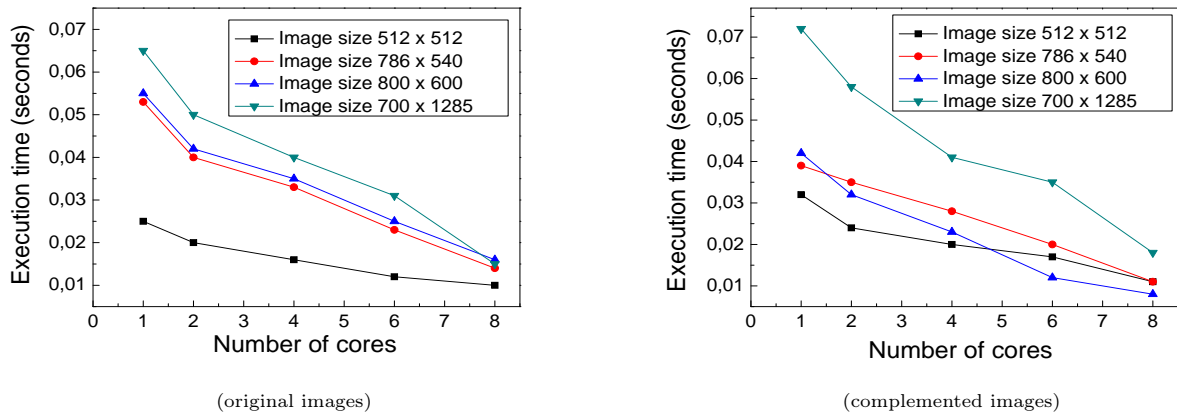 0,07
0,06
0,05
0,04
0,03
0,02
0,01
Execution time (seconds)
0 1 2 3 4 5 6 7 8
Number of cores
Image size 512 x 512
Image size 786 x 540
Image size 800 x 600
Image size 700 x 1285
(original images)
0,07
0,06
0,05
0,04
0,03
0,02
0,01
Execution time (seconds)
0 1 2 3 4 5 6 7 8
Number of cores
Image size 512 x 512
Image size 786 x 540
Image size 800 x 600
Image size 700 x 1285
(complemented images)